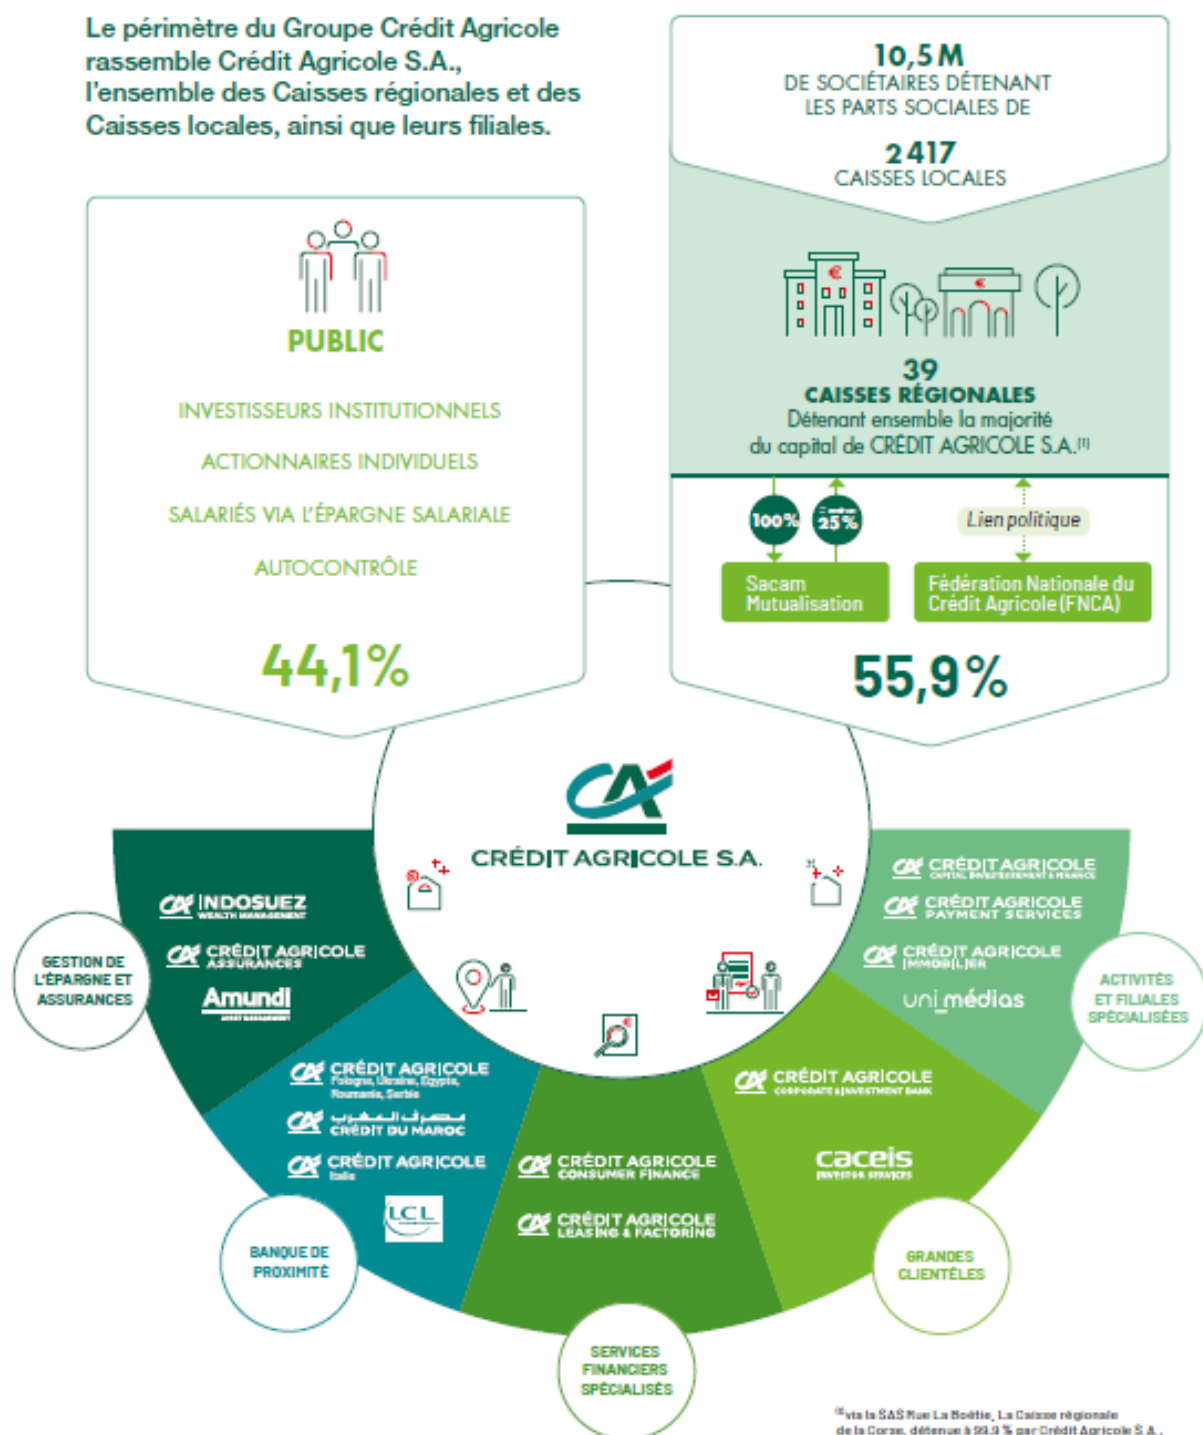 Le périmètre du Groupe Crédit Agricole
rassemble Crédit Agricole S.A.,
l'ensemble des Caisses régionales et des
Caisses locales, ainsi que leurs filiales.
10,5 M
DE SOCIÉTAIRES DÉTENANT
LES PARTS SOCIALES DE
2 417
CAISSES LOCALES
39
CAISSES RÉGIONALES
Détenant ensemble la majorité
du capital de CRÉDIT AGRICOLE S.A.(1)
100%
25%
Lien politique
Sacam
Mutualisation
Fédération Nationale du
Crédit Agricole (FNCA)
55,9%
PUBLIC
INVESTISSEURS INSTITUTIONNELS
ACTIONNAIRES INDIVIDUELS
SALARIÉS VIA L'ÉPARGNE SALARIALE
AUTOCONTRÔLE
44,1%
CRÉDIT AGRICOLE S.A.
GESTION DE
L'ÉPARGNE ET
ASSURANCES
INDOSUEZ
WEALTH MANAGEMENT
CRÉDIT AGRICOLE
ASSURANCES
Amundi
ASSET MANAGEMENT
BANQUE DE
PROXIMITÉ
CRÉDIT AGRICOLE
Pologne, Ukraine, Egypte,
Roumanie, Serbie
مصرف المغرب
CRÉDIT DU MAROC
CRÉDIT AGRICOLE
Italie
LCL
SERVICES
FINANCIERS
SPÉCIALISÉS
CRÉDIT AGRICOLE
CONSUMER FINANCE
CRÉDIT AGRICOLE
LEASING & FACTORING
GRANDES
CLIENTÈLES
CRÉDIT AGRICOLE
CORPORATE & INVESTMENT BANK
caceis
INVESTOR SERVICES
ACTIVITÉS
ET FILIALES
SPÉCIALISÉES
CRÉDIT AGRICOLE
CAPITAL INVESTISSEMENT & FINANCE
CRÉDIT AGRICOLE
PAYMENT SERVICES
CRÉDIT AGRICOLE
IMMOBILIER
uni_médias
(1) via la SAS Rue La Boétie, La Caisse régionale
de la Corse, détenue à 99,9 % par Crédit Agricole S.A.,